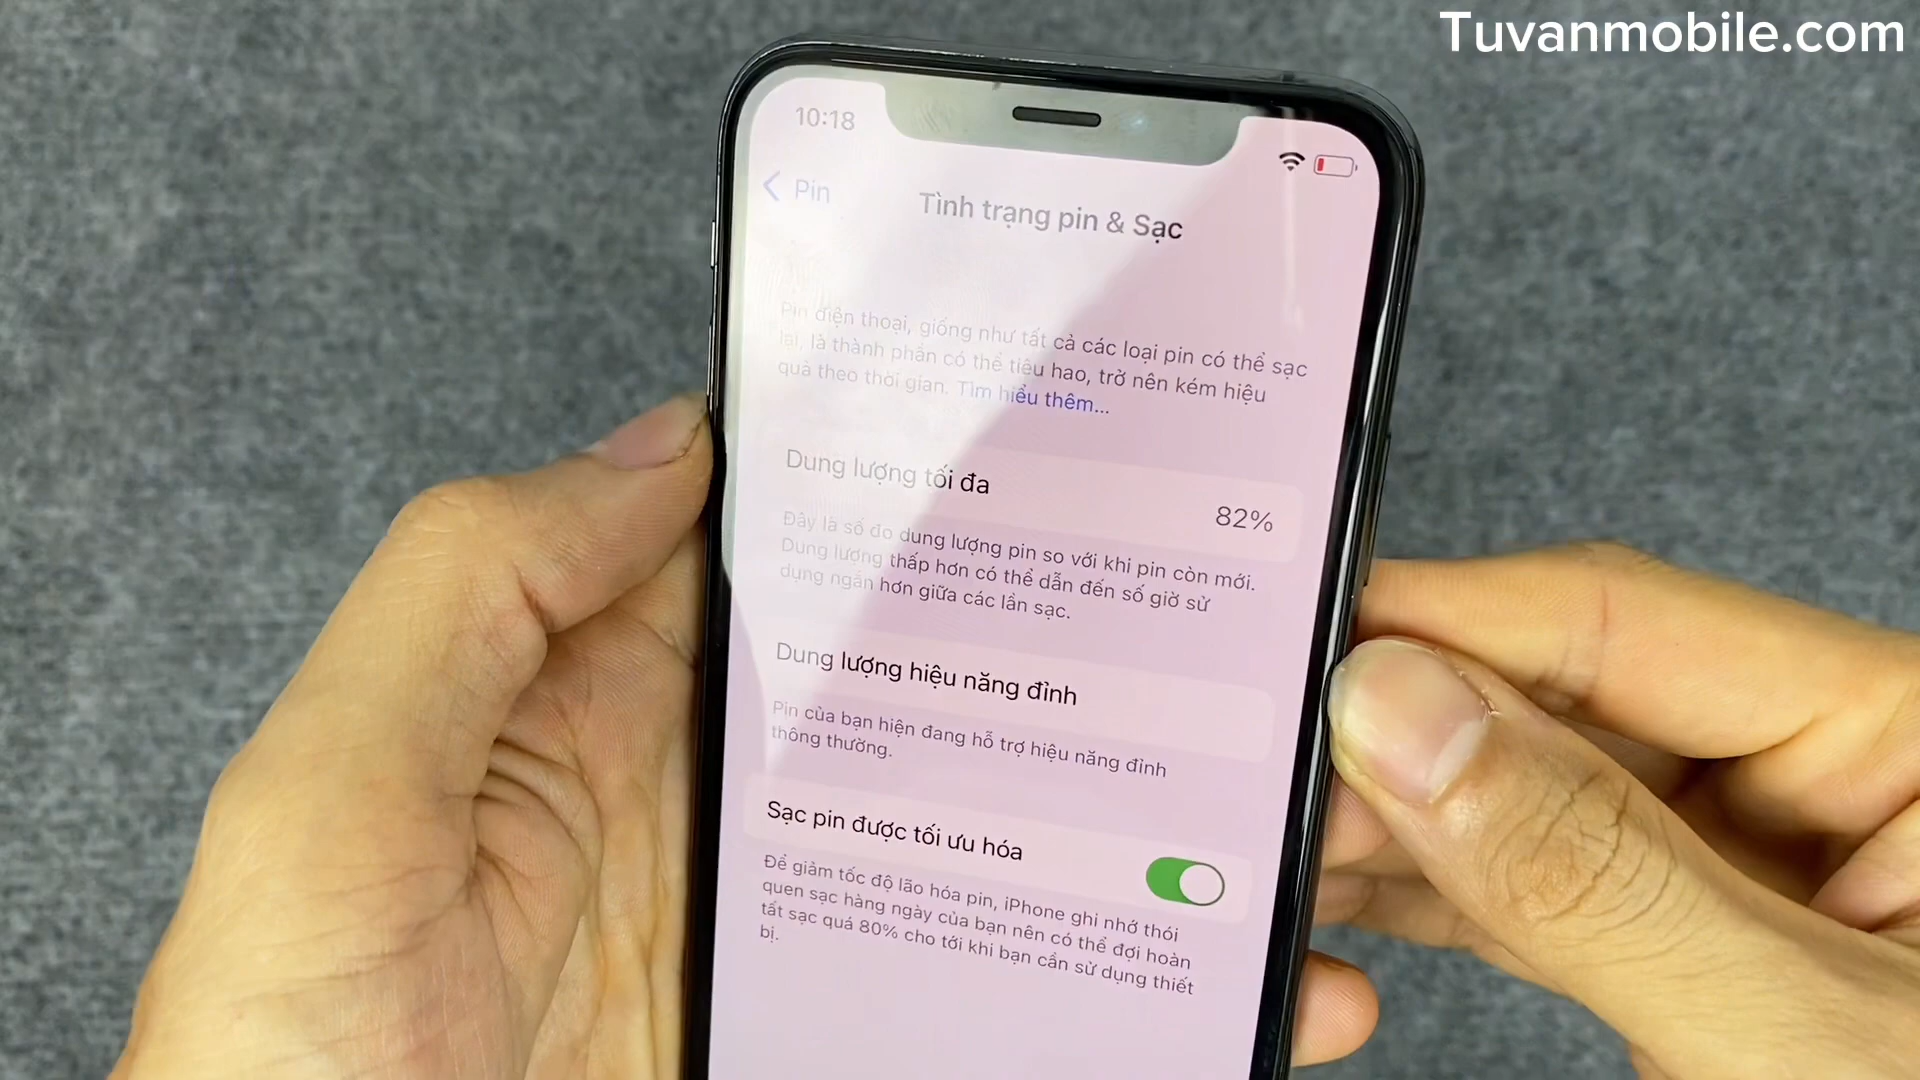 Tuvanmobile.com
10:18
Pin
Tình trạng pin & Sạc
Pin điện thoại, giống như tất cả các loại pin có thể sạc
lại, là thành phần có thể tiêu hao, trở nên kém hiệu
quả theo thời gian. Tìm hiểu thêm...
Dung lượng tối đa
82%
Đây là số đo dung lượng pin so với khi pin còn mới.
Dung lượng thấp hơn có thể dẫn đến số giờ sử
dụng ngắn hơn giữa các lần sạc.
Dung lượng hiệu năng đỉnh
Pin của bạn hiện đang hỗ trợ hiệu năng đỉnh
thông thường.
Sạc pin được tối ưu hóa
Để giảm tốc độ lão hóa pin, iPhone ghi nhớ thói
quen sạc hàng ngày của bạn nên có thể đợi hoàn
tất sạc quá 80% cho tới khi bạn cần sử dụng thiết
bị.